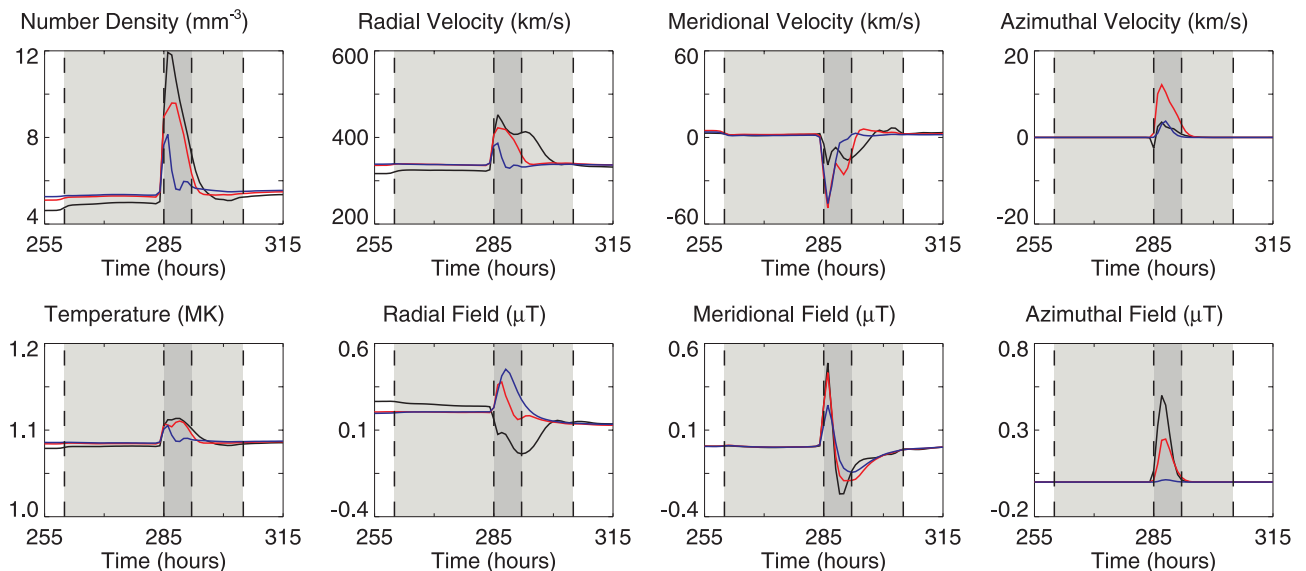 Number Density (mm⁻³) Radial Velocity (km/s) Meridional Velocity (km/s) Azimuthal Velocity (km/s)
12 600 60 20
8 400 0 0
4 200 -60 -20
255 285 315 255 285 315 255 285 315 255 285 315
Time (hours) Time (hours) Time (hours) Time (hours)
Temperature (MK) Radial Field (μT) Meridional Field (μT) Azimuthal Field (μT)
1.2 0.6 0.6 0.8
1.1 0.1 0.1 0.3
1.0 -0.4 -0.4 -0.2
255 285 315 255 285 315 255 285 315 255 285 315
Time (hours) Time (hours) Time (hours) Time (hours)